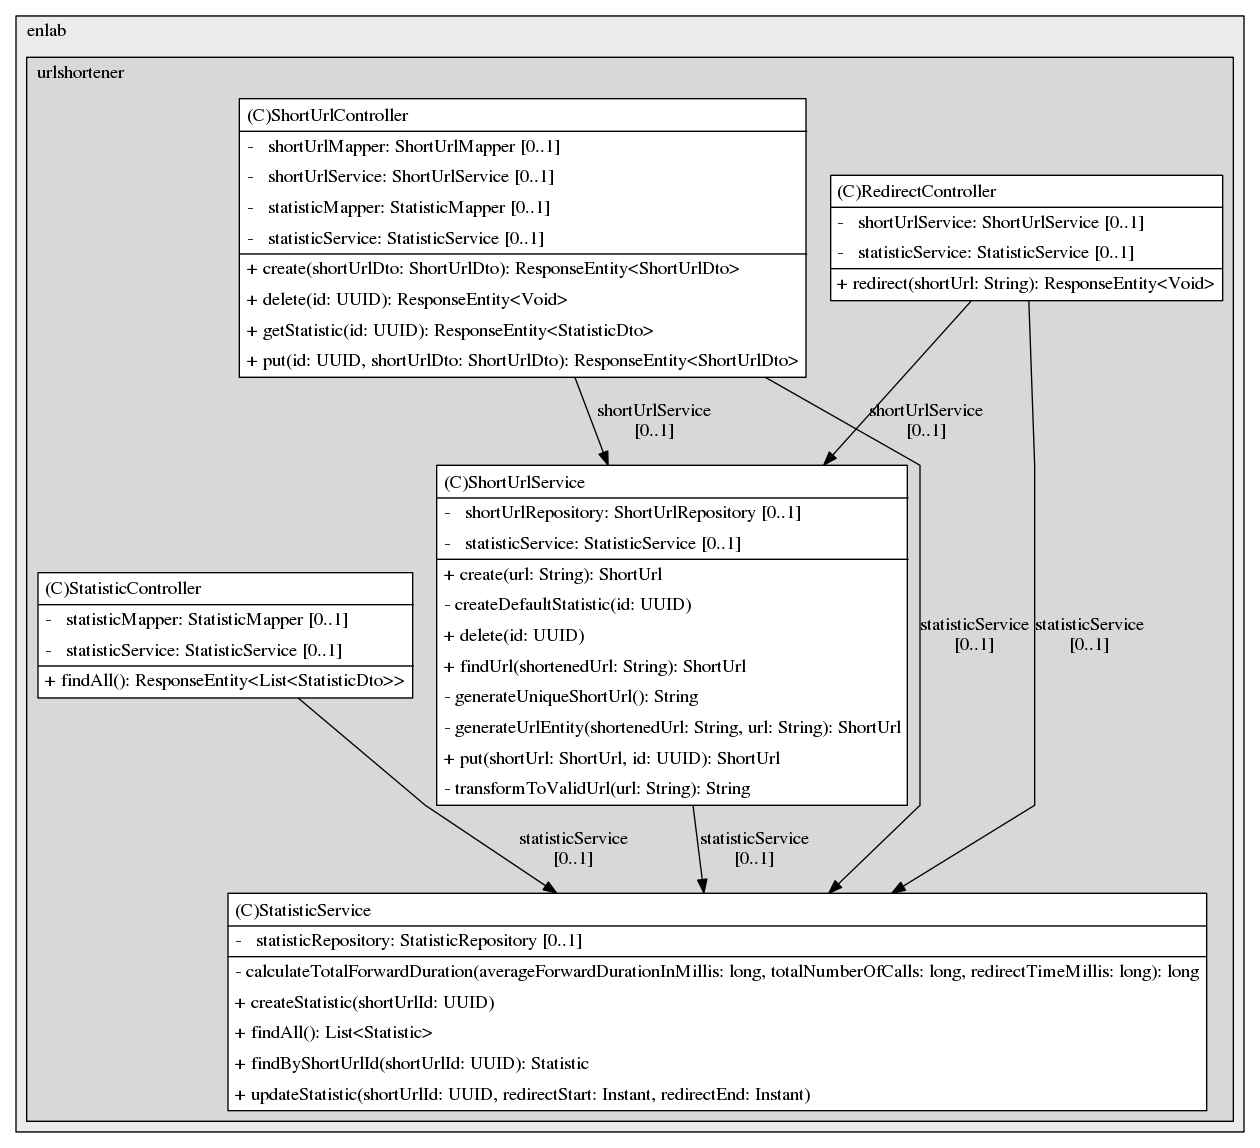 enlab
urlshortener
(C)ShortUrlController
- shortUrlMapper: ShortUrlMapper [0..1]
- shortUrlService: ShortUrlService [0..1]
- statisticMapper: StatisticMapper [0..1]
- statisticService: StatisticService [0..1]
+ create(shortUrlDto: ShortUrlDto): ResponseEntity<ShortUrlDto>
+ delete(id: UUID): ResponseEntity<Void>
+ getStatistic(id: UUID): ResponseEntity<StatisticDto>
+ put(id: UUID, shortUrlDto: ShortUrlDto): ResponseEntity<ShortUrlDto>
(C)RedirectController
- shortUrlService: ShortUrlService [0..1]
- statisticService: StatisticService [0..1]
+ redirect(shortUrl: String): ResponseEntity<Void>
shortUrlService
[0..1]
shortUrlService
[0..1]
(C)ShortUrlService
- shortUrlRepository: ShortUrlRepository [0..1]
- statisticService: StatisticService [0..1]
+ create(url: String): ShortUrl
- createDefaultStatistic(id: UUID)
+ delete(id: UUID)
+ findUrl(shortenedUrl: String): ShortUrl
- generateUniqueShortUrl(): String
- generateUrlEntity(shortenedUrl: String, url: String): ShortUrl
+ put(shortUrl: ShortUrl, id: UUID): ShortUrl
- transformToValidUrl(url: String): String
(C)StatisticController
- statisticMapper: StatisticMapper [0..1]
- statisticService: StatisticService [0..1]
+ findAll(): ResponseEntity<List<StatisticDto>>
statisticService
[0..1]
statisticService
[0..1]
statisticService
[0..1]
statisticService
[0..1]
(C)StatisticService
- statisticRepository: StatisticRepository [0..1]
- calculateTotalForwardDuration(averageForwardDurationInMillis: long, totalNumberOfCalls: long, redirectTimeMillis: long): long
+ createStatistic(shortUrlId: UUID)
+ findAll(): List<Statistic>
+ findByShortUrlId(shortUrlId: UUID): Statistic
+ updateStatistic(shortUrlId: UUID, redirectStart: Instant, redirectEnd: Instant)